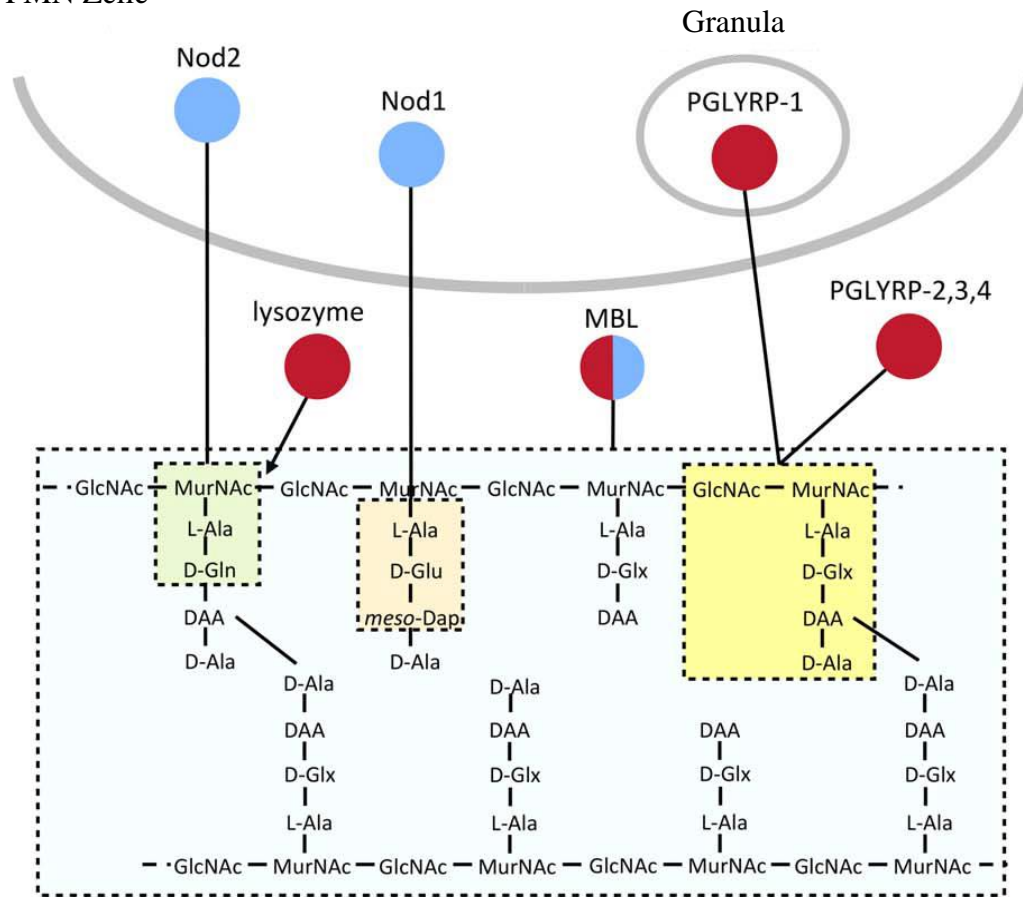 PMN Zelle
Granula
Nod2
Nod1
PGLYRP-1
lysozyme
MBL
PGLYRP-2,3,4
GlcNAc MurNAc GlcNAc MurNAc GlcNAc MurNAc GlcNAc MurNAc
L-Ala L-Ala L-Ala L-Ala
D-Gln D-Glu D-Glx D-Glx
DAA meso-Dap DAA DAA
D-Ala D-Ala D-Ala
D-Ala D-Ala D-Ala
DAA DAA DAA DAA
D-Glx D-Glx D-Glx D-Glx
L-Ala L-Ala L-Ala L-Ala
GlcNAc MurNAc GlcNAc MurNAc GlcNAc MurNAc GlcNAc MurNAc